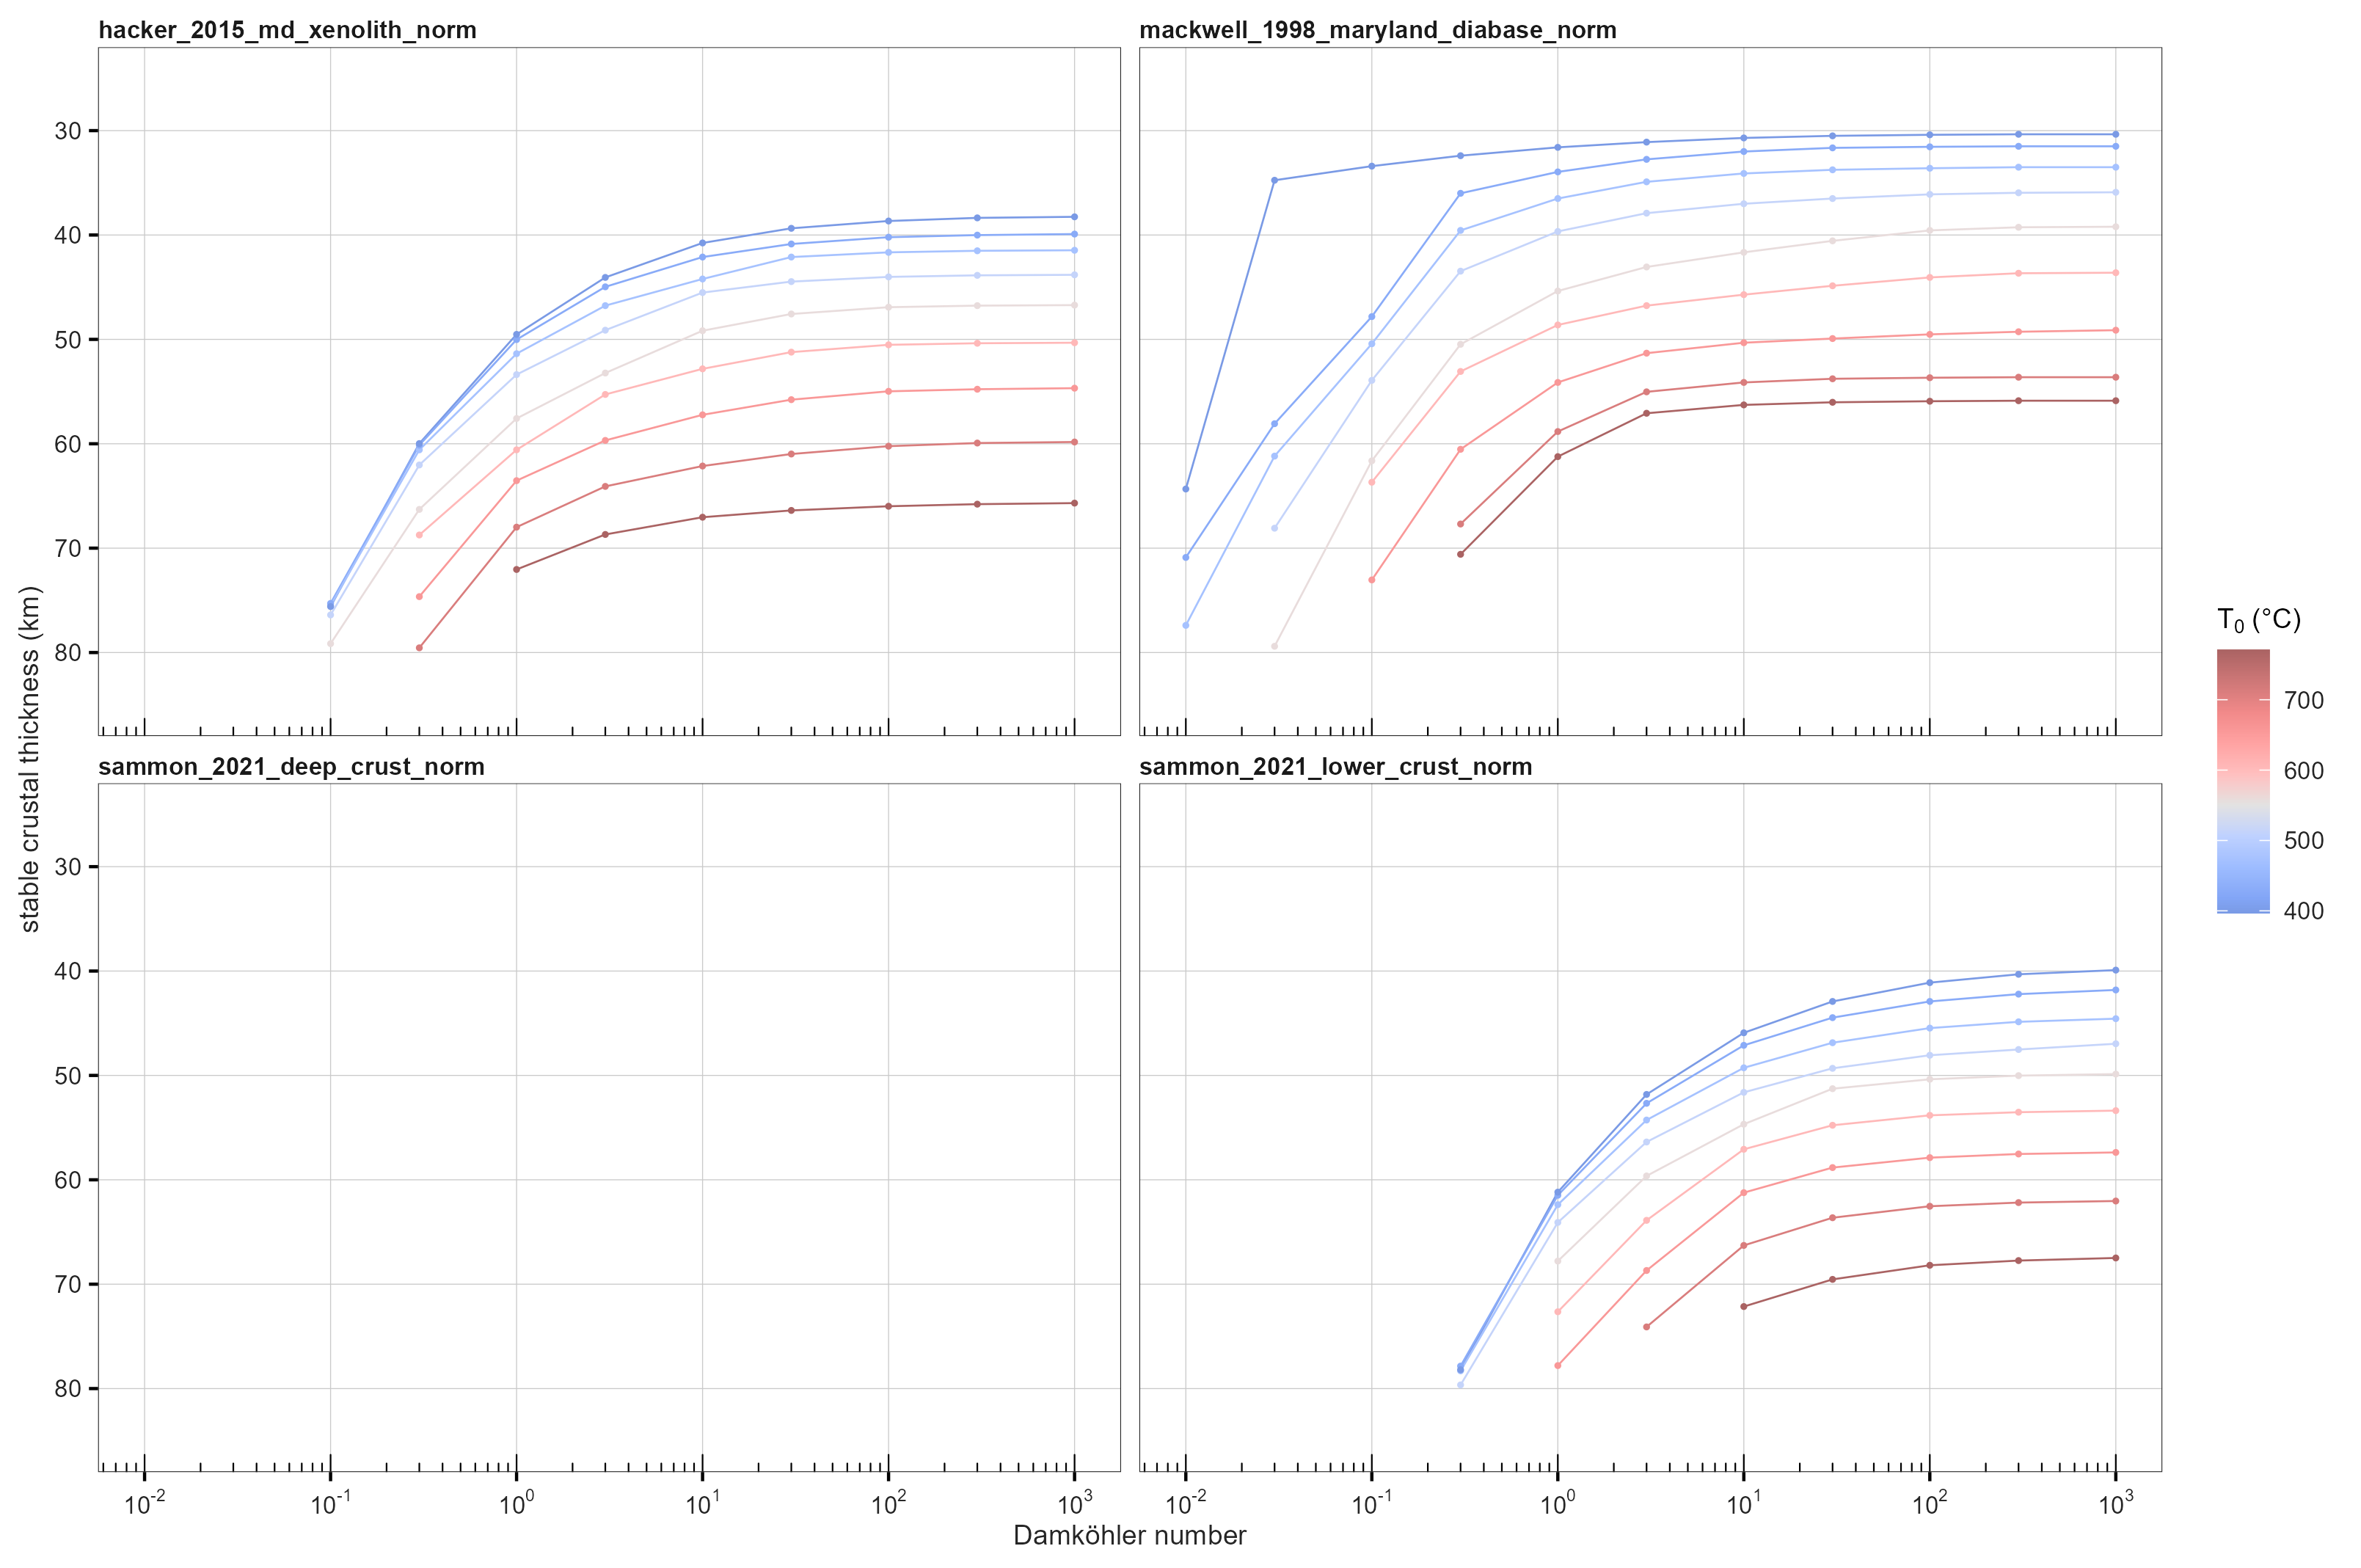 hacker_2015_md_xenolith_norm
mackwell_1998_maryland_diabase_norm
30
40
50
60
70
80
sammon_2021_deep_crust_norm
sammon_2021_lower_crust_norm
30
40
50
60
70
80
stable crustal thickness (km)
10⁻² 10⁻¹ 10⁰ 10¹ 10² 10³
10⁻² 10⁻¹ 10⁰ 10¹ 10² 10³
Damköhler number
T₀ (°C)
700
600
500
400